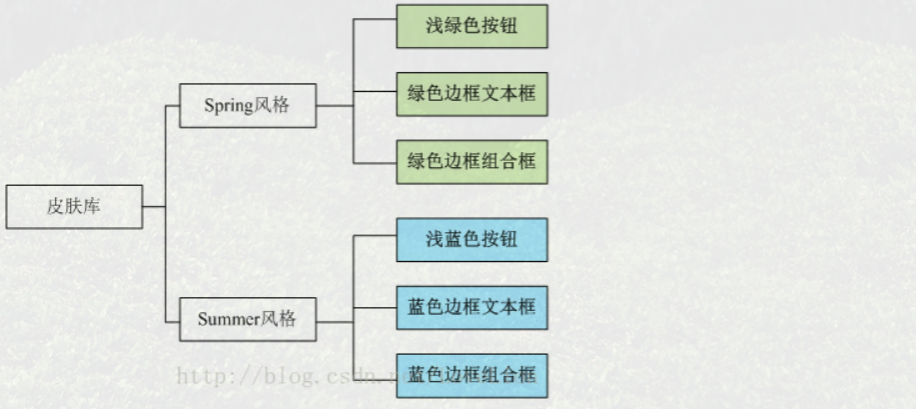 浅绿色按钮
Spring风格
绿色边框文本框
绿色边框组合框
皮肤库
浅蓝色按钮
Summer风格
蓝色边框文本框
蓝色边框组合框
http://blog.csdn.